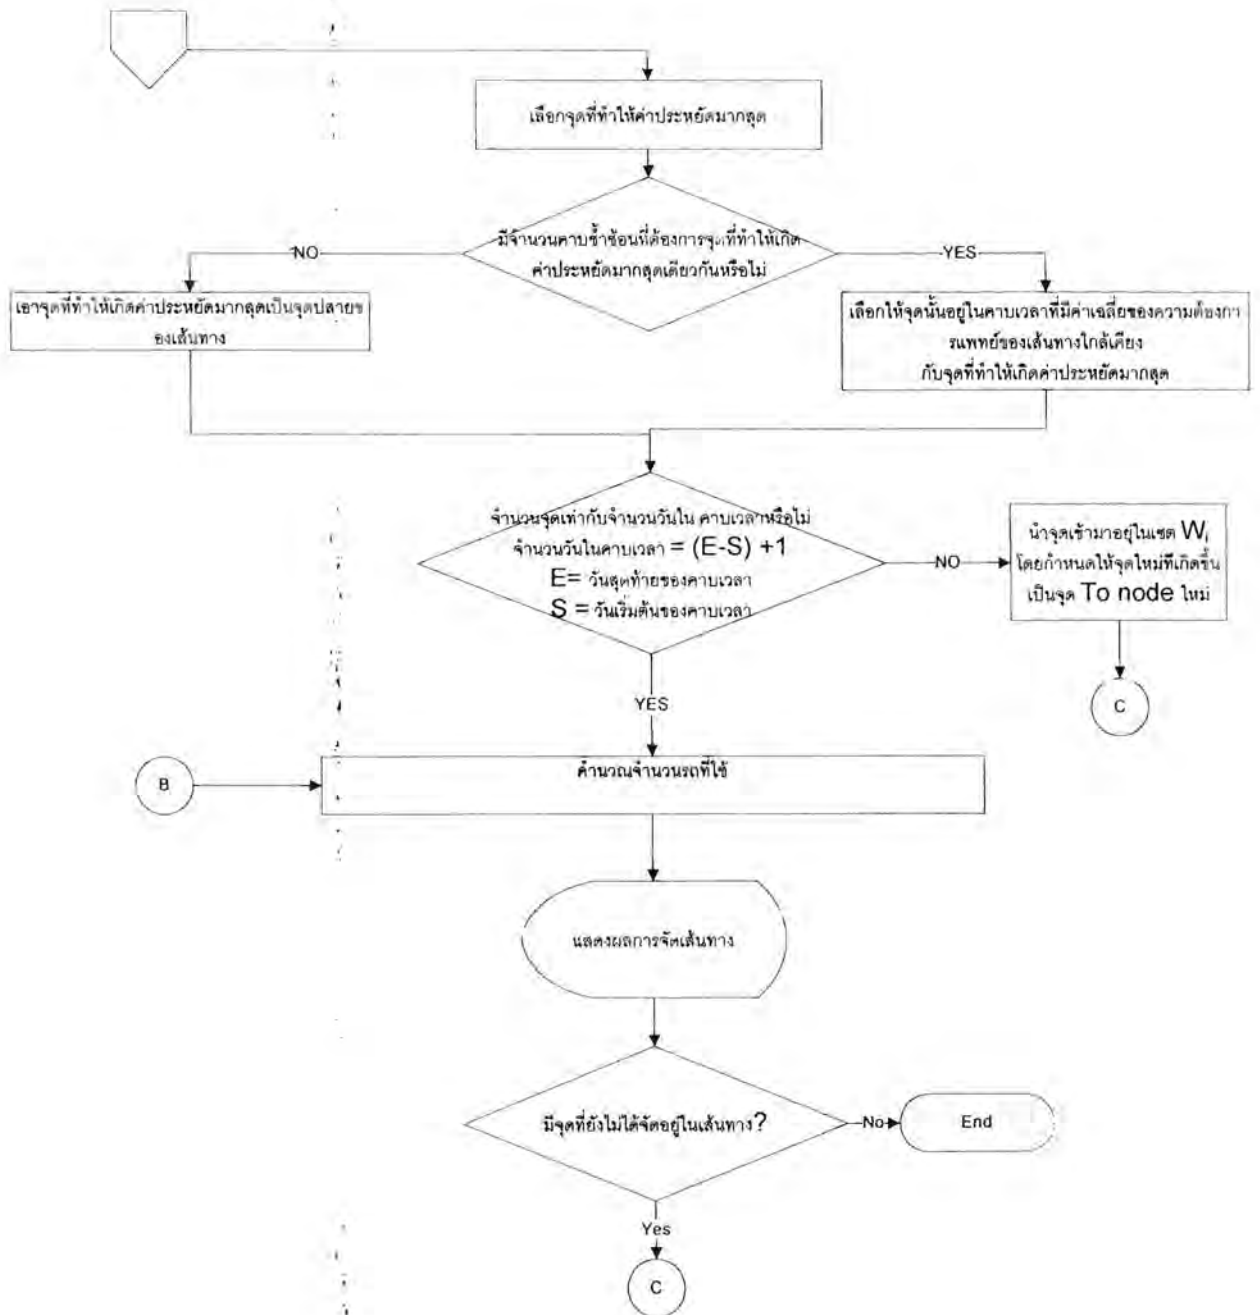 เลือกจุดที่ทำให้ค่าประหยัดมากสุด
มีจำนวนคาบซ้ำซ้อนที่ต้องการจุดที่ทำให้เกิด
ค่าประหยัดมากสุดเดียวกันหรือไม่
NO
YES
เอาจุดที่ทำให้เกิดค่าประหยัดมากสุดเป็นจุดปลายข
องเส้นทาง
เลือกให้จุดนั้นอยู่ในคาบเวลาที่มีค่าเฉลี่ยของความต้องกา
รแพทย์ของเส้นทางใกล้เคียง
กับจุดที่ทำให้เกิดค่าประหยัดมากสุด
จำนวนจุดเท่ากับจำนวนวันใน คาบเวลาหรือไม่
จำนวนวันในคาบเวลา = (E-S) +1
E= วันสุดท้ายของคาบเวลา
S = วันเริ่มต้นของคาบเวลา
NO
นำจุดเข้ามาอยู่ในเซต Wi
โดยกำหนดให้จุดใหม่ที่เกิดขึ้น
เป็นจุด To node ใหม่
C
YES
B
คำนวณจำนวนรถที่ใช้
แสดงผลการจัดเส้นทาง
มีจุดที่ยังไม่ได้จัดอยู่ในเส้นทาง?
No
End
Yes
C